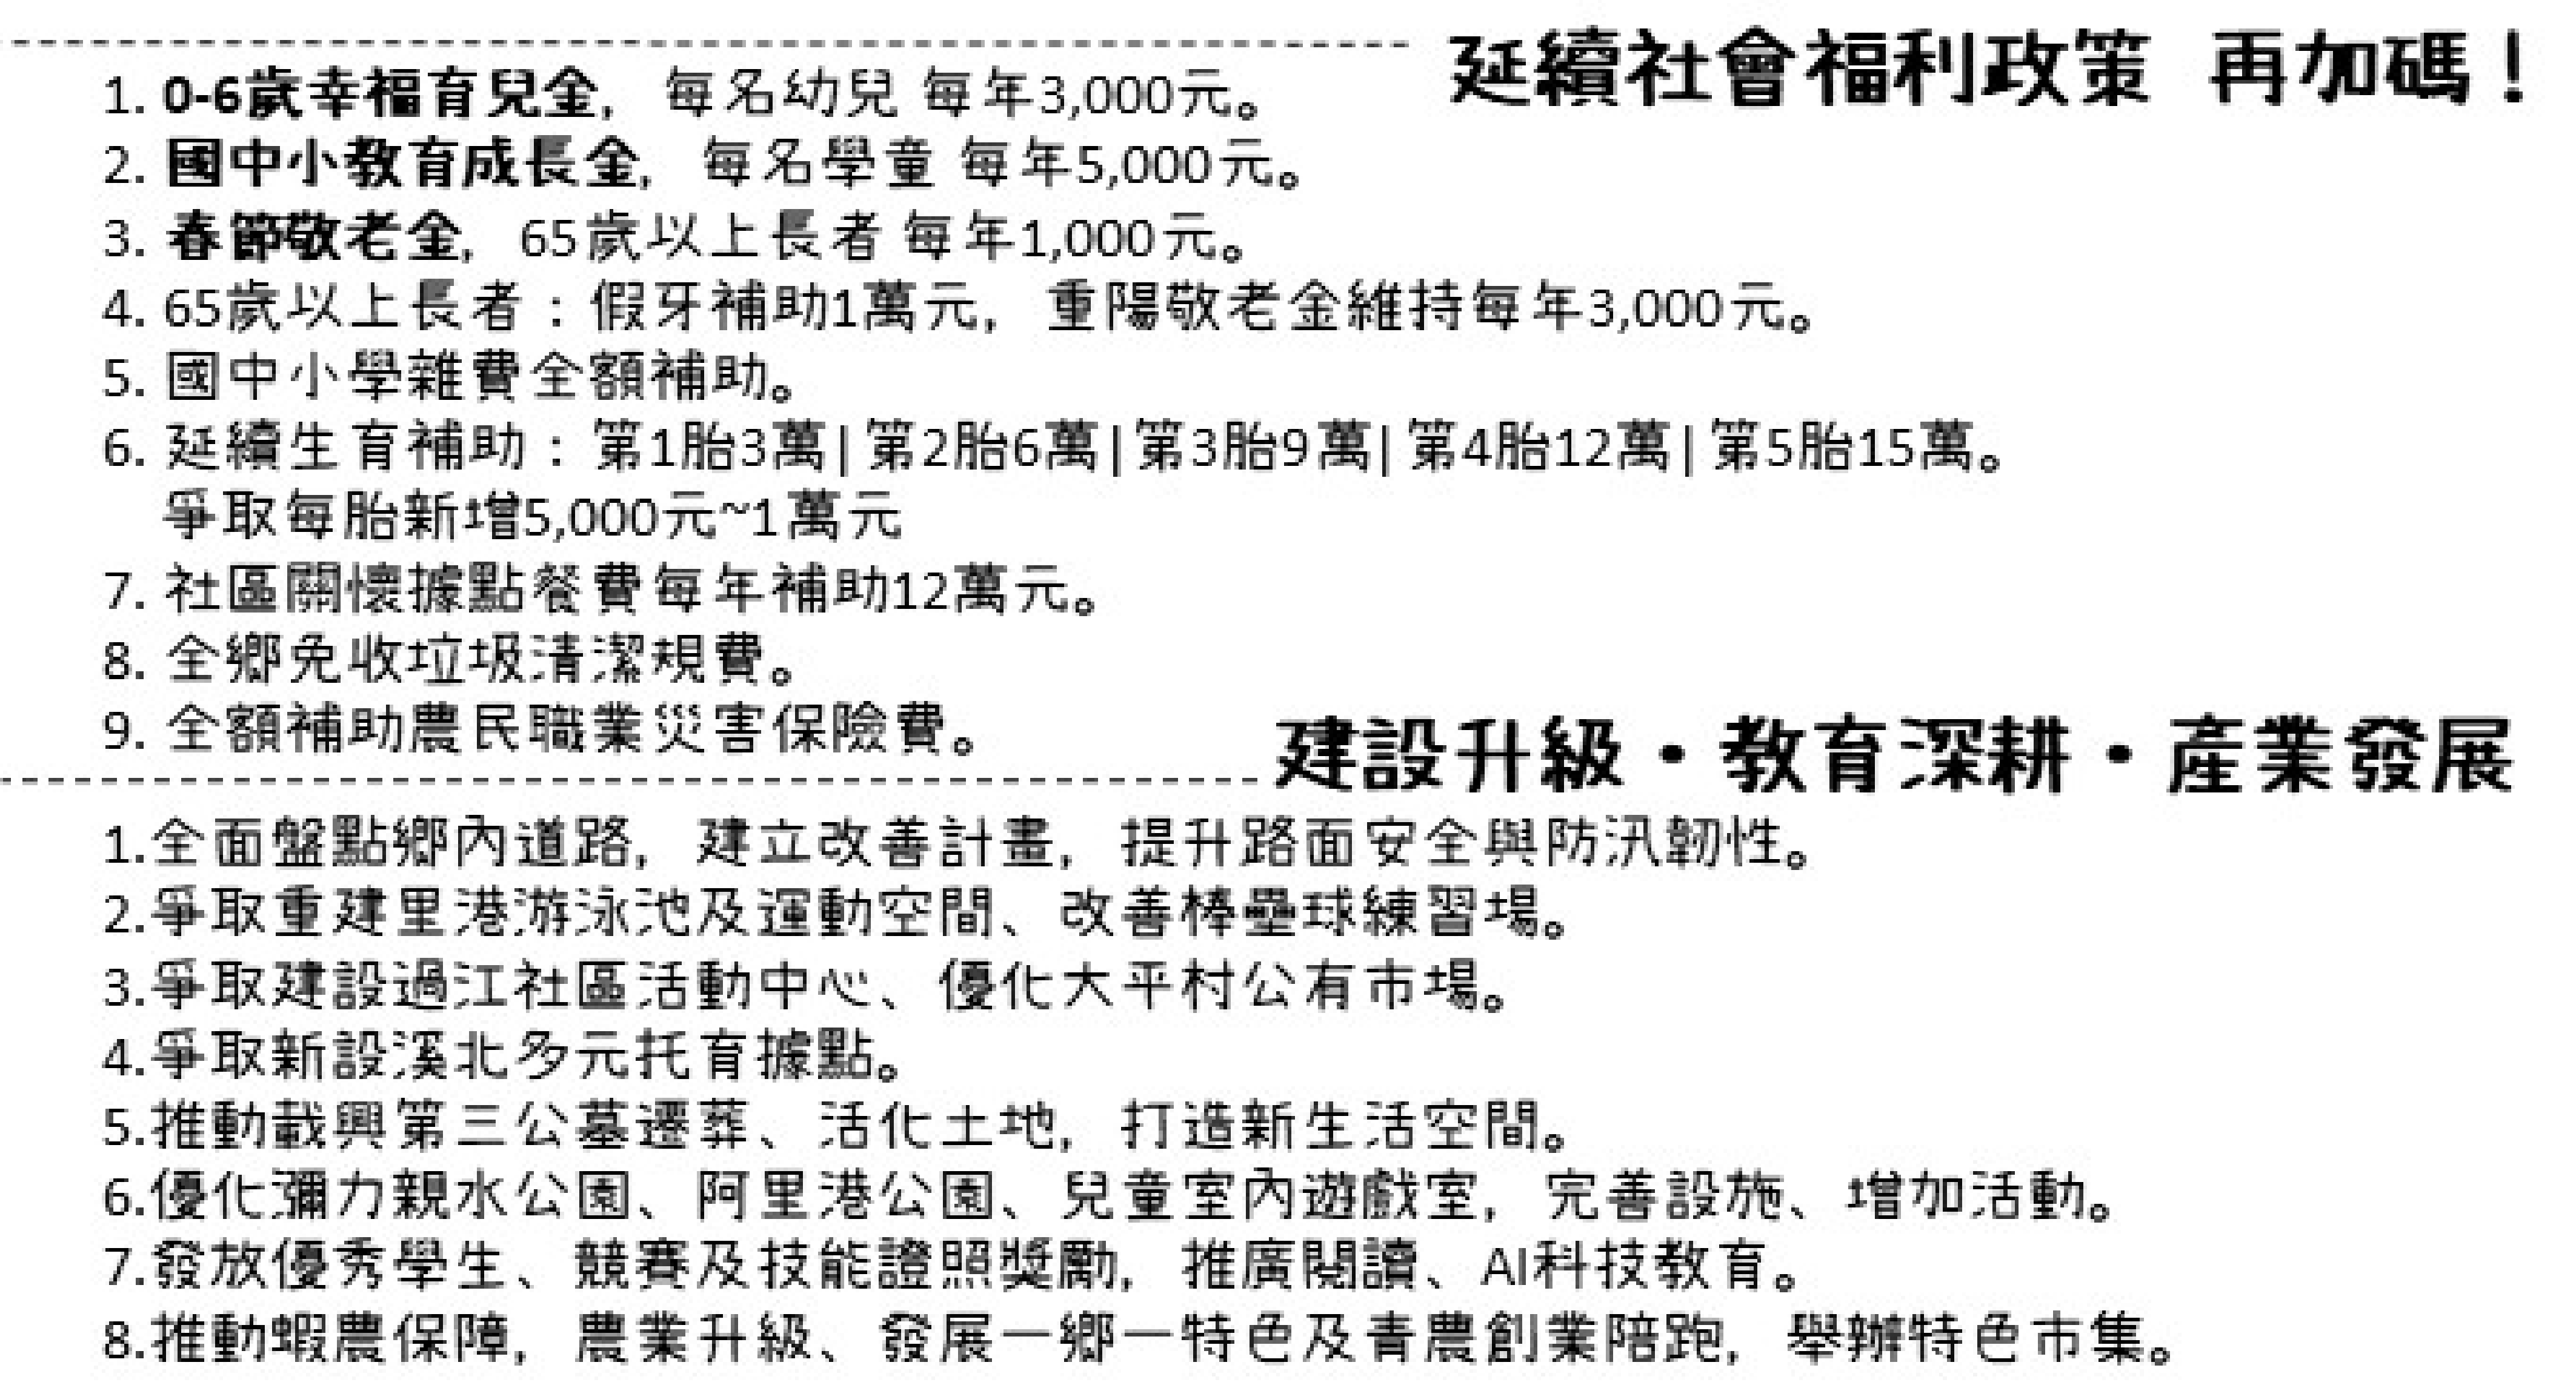 延續社會福利政策 再加碼！
1. 0-6歲幸福育兒金，每名幼兒 每年3,000元。
2. 國中小教育成長金，每名學童 每年5,000元。
3. 春節敬老金，65歲以上長者 每年1,000元。
4. 65歲以上長者：假牙補助1萬元，重陽敬老金維持每年3,000元。
5. 國中小學雜費全額補助。
6. 延續生育補助：第1胎3萬|第2胎6萬|第3胎9萬|第4胎12萬|第5胎15萬。
爭取每胎新增5,000元~1萬元
7. 社區關懷據點餐費每年補助12萬元。
8. 全鄉免收垃圾清潔規費。
9. 全額補助農民職業災害保險費。
建設升級・教育深耕・產業發展
1.全面盤點鄉內道路，建立改善計畫，提升路面安全與防汛韌性。
2.爭取重建里港游泳池及運動空間、改善棒壘球練習場。
3.爭取建設過江社區活動中心、優化大平村公有市場。
4.爭取新設溪北多元托育據點。
5.推動載興第三公墓遷葬、活化土地，打造新生活空間。
6.優化瀰力親水公園、阿里港公園、兒童室內遊戲室，完善設施、增加活動。
7.發放優秀學生、競賽及技能證照獎勵，推廣閱讀、AI科技教育。
8.推動蝦農保障，農業升級、發展一鄉一特色及青農創業陪跑，舉辦特色市集。